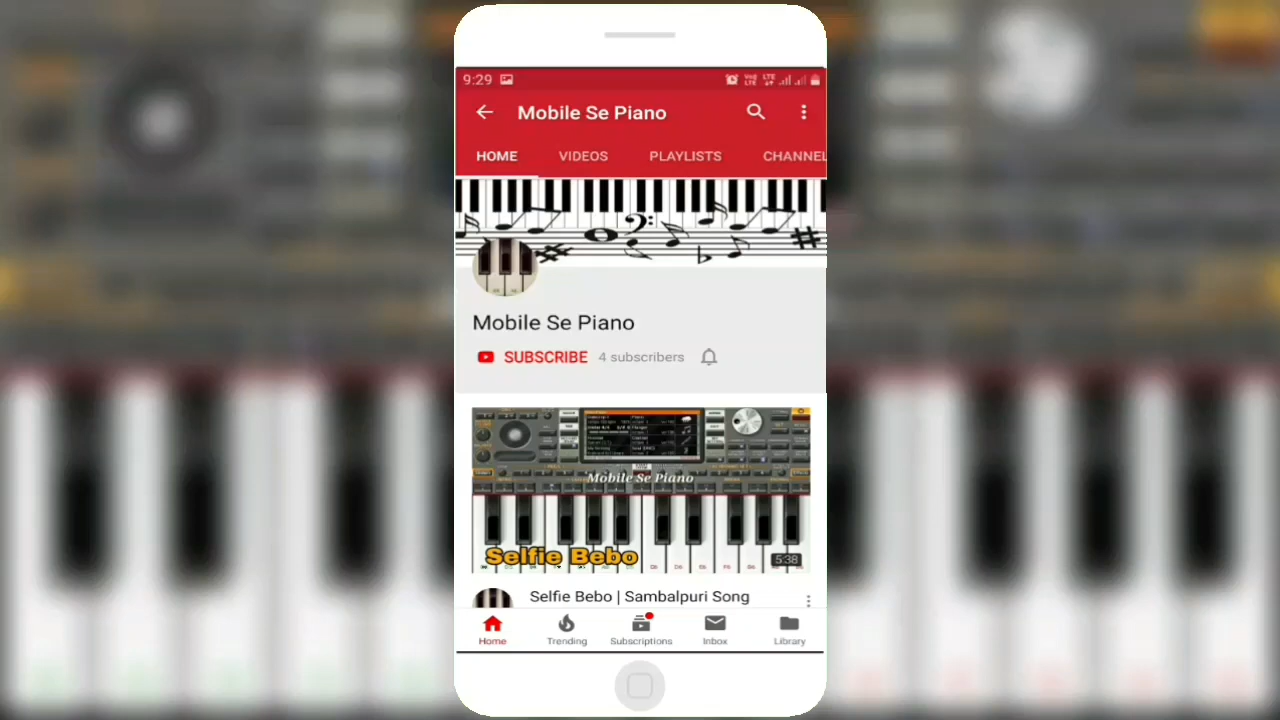 9:29
Mobile Se Piano
HOME VIDEOS PLAYLISTS CHANNEL
Mobile Se Piano
SUBSCRIBE 4 subscribers
Mobile Se Piano
Selfie Bebo
5:38
Selfie Bebo | Sambalpuri Song
Home Trending Subscriptions Inbox Library